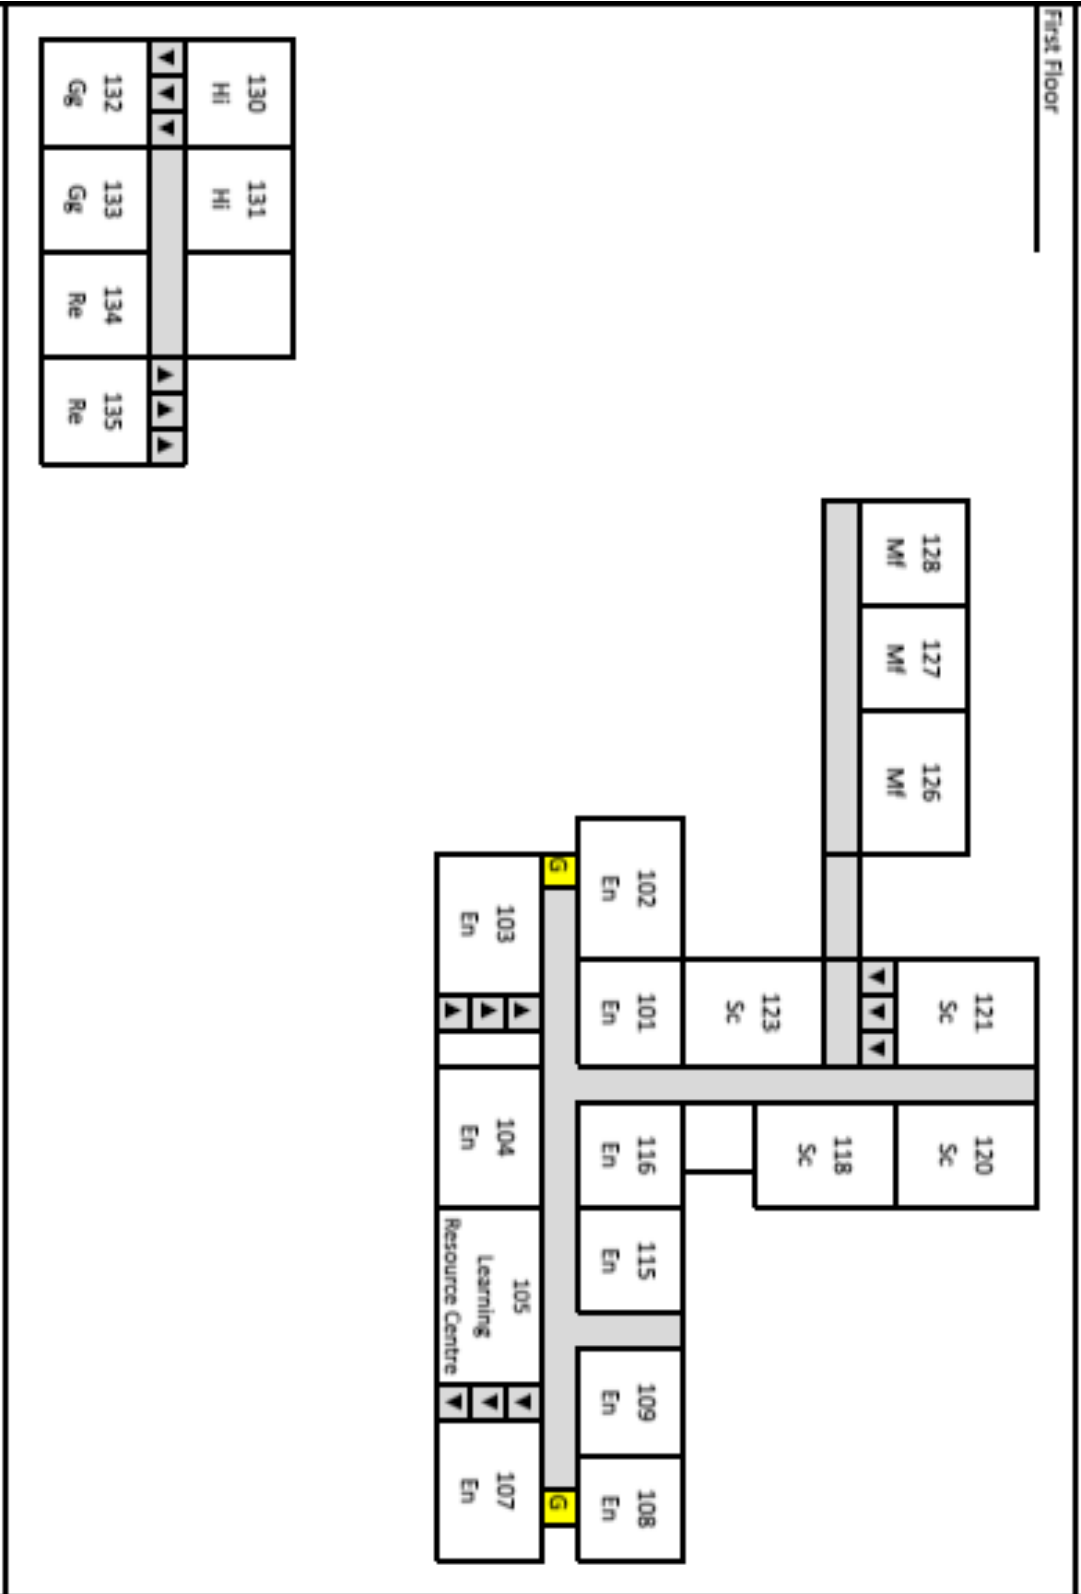 First Floor
128
Mf
127
Mf
126
Mf
121
Sc
120
Sc
123
Sc
118
Sc
102
En
101
En
116
En
115
En
109
En
108
En
G
G
103
En
104
En
105
Learning
Resource Centre
107
En
130
Hi
131
Hi
132
Gg
133
Gg
134
Re
135
Re